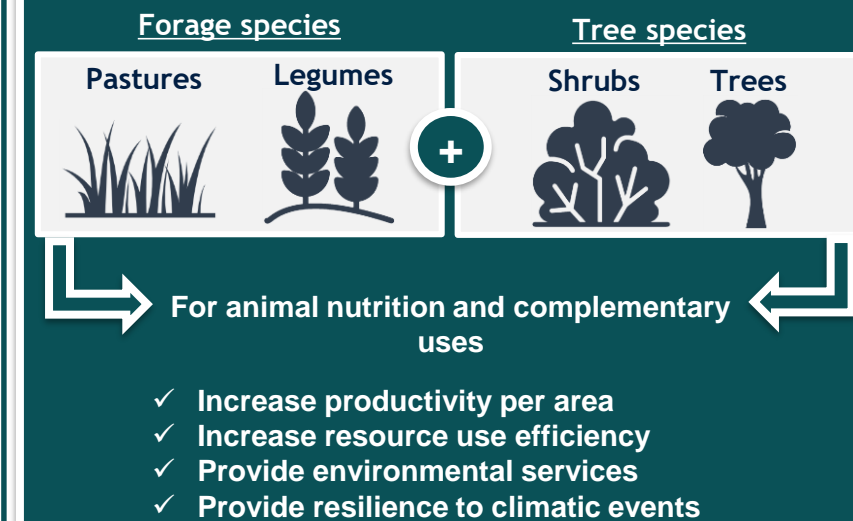 Forage species
Tree species
Pastures
Legumes
Shrubs
Trees
+
For animal nutrition and complementary
uses
✓ Increase productivity per area
✓ Increase resource use efficiency
✓ Provide environmental services
✓ Provide resilience to climatic events